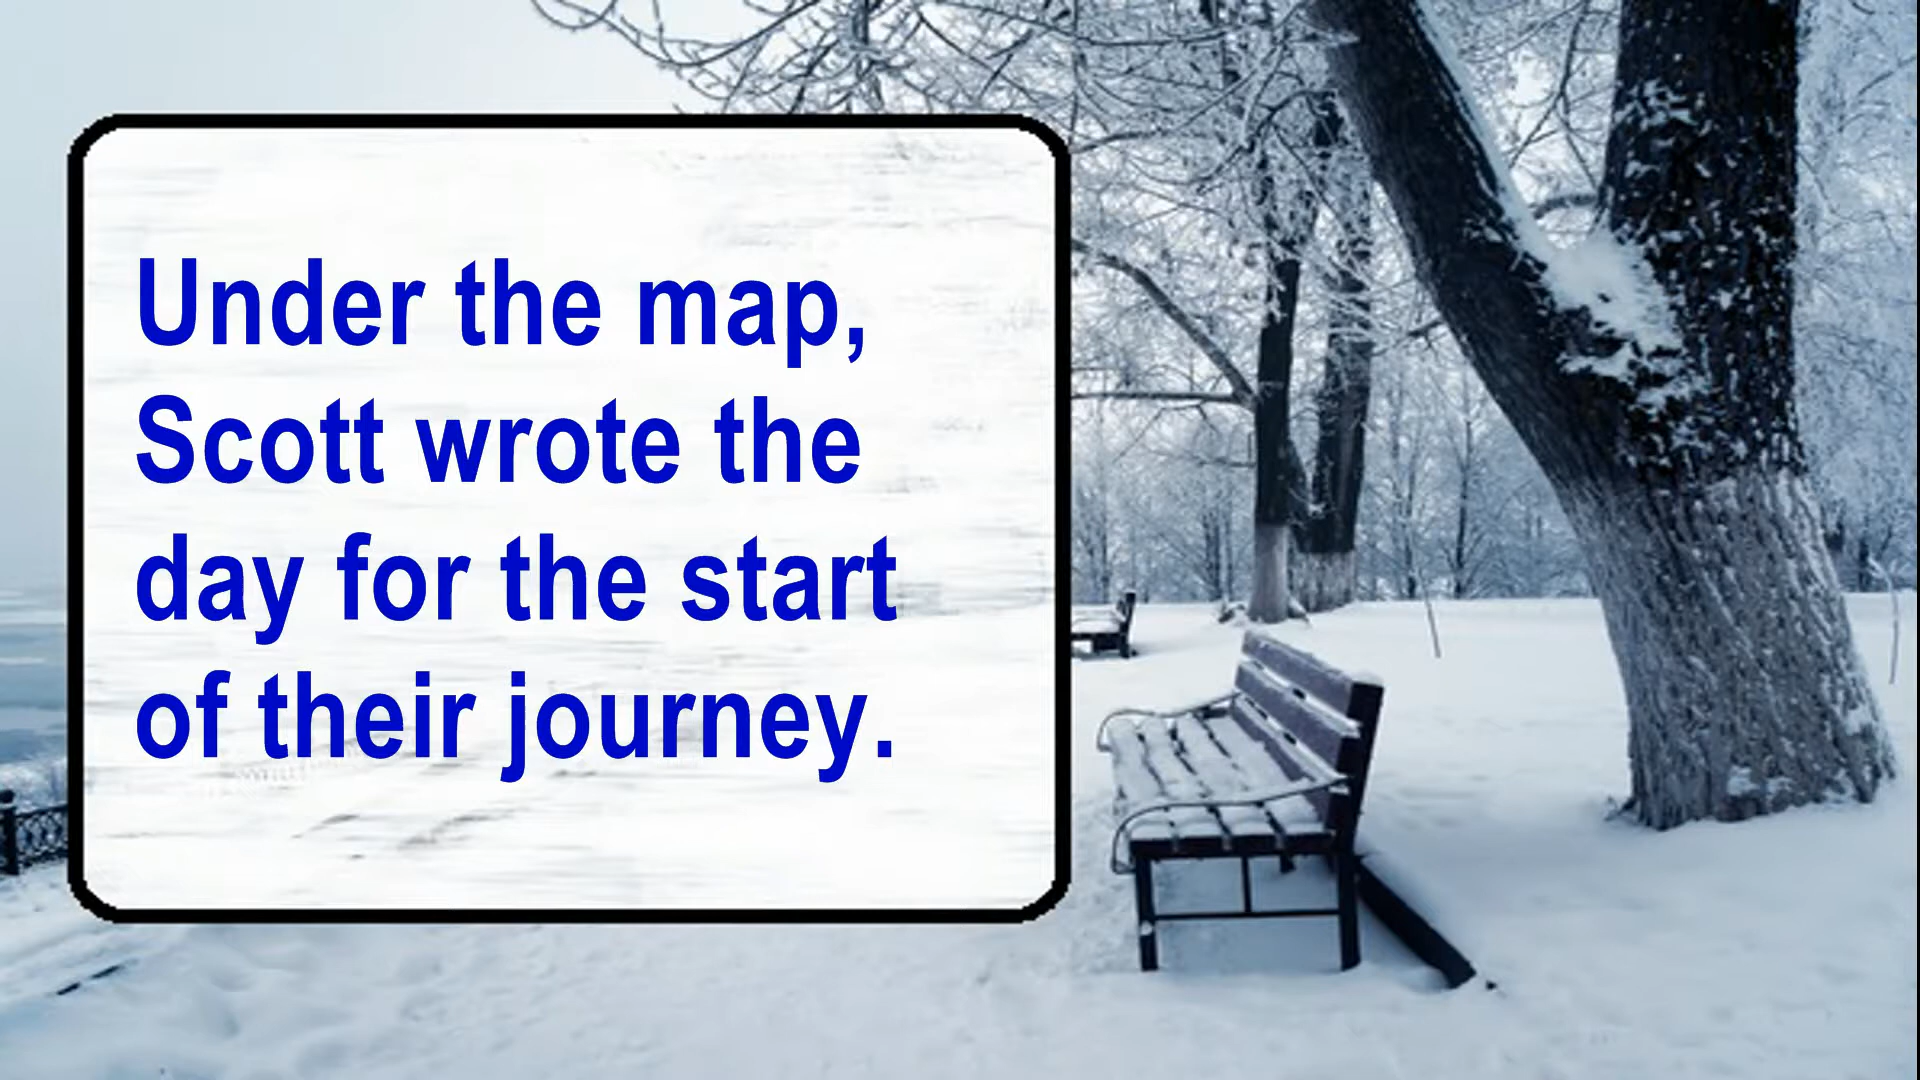 Under the map,
Scott wrote the
day for the start
of their journey.